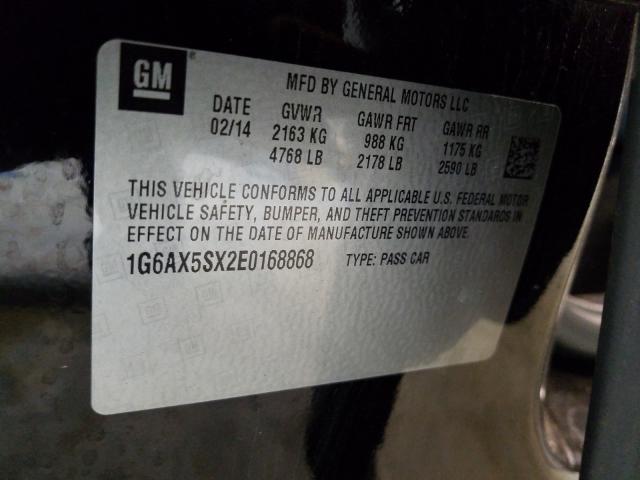 GM
MFD BY GENERAL MOTORS LLC
DATE GVWR GAWR FRT GAWR RR
02/14 2163 KG 988 KG 1175 KG
4768 LB 2178 LB 2590 LB
THIS VEHICLE CONFORMS TO ALL APPLICABLE U.S. FEDERAL MOTOR
VEHICLE SAFETY, BUMPER, AND THEFT PREVENTION STANDARDS IN
EFFECT ON THE DATE OF MANUFACTURE SHOWN ABOVE.
1G6AX5SX2E0168868 TYPE: PASS CAR